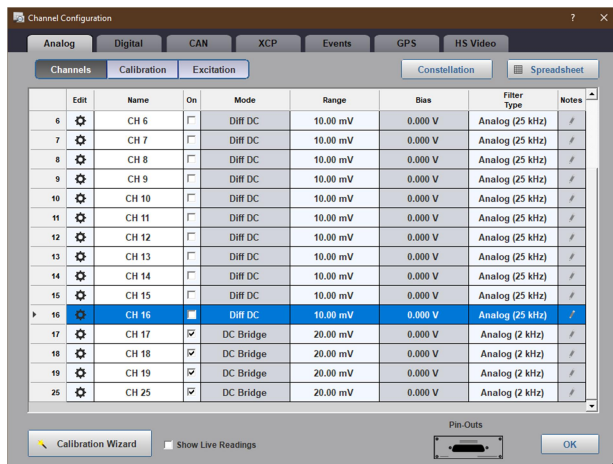 Channel Configuration ? ×
Analog Digital CAN XCP Events GPS HS Video
Channels Calibration Excitation Constellation Spreadsheet
Edit Name On Mode Range Bias Filter Type Notes
6 CH 6 Diff DC 10.00 mV 0.000 V Analog (25 kHz)
7 CH 7 Diff DC 10.00 mV 0.000 V Analog (25 kHz)
8 CH 8 Diff DC 10.00 mV 0.000 V Analog (25 kHz)
9 CH 9 Diff DC 10.00 mV 0.000 V Analog (25 kHz)
10 CH 10 Diff DC 10.00 mV 0.000 V Analog (25 kHz)
11 CH 11 Diff DC 10.00 mV 0.000 V Analog (25 kHz)
12 CH 12 Diff DC 10.00 mV 0.000 V Analog (25 kHz)
13 CH 13 Diff DC 10.00 mV 0.000 V Analog (25 kHz)
14 CH 14 Diff DC 10.00 mV 0.000 V Analog (25 kHz)
15 CH 15 Diff DC 10.00 mV 0.000 V Analog (25 kHz)
16 CH 16 Diff DC 10.00 mV 0.000 V Analog (25 kHz)
17 CH 17 DC Bridge 20.00 mV 0.000 V Analog (2 kHz)
18 CH 18 DC Bridge 20.00 mV 0.000 V Analog (2 kHz)
19 CH 19 DC Bridge 20.00 mV 0.000 V Analog (2 kHz)
25 CH 25 DC Bridge 20.00 mV 0.000 V Analog (2 kHz)
Pin-Outs
Calibration Wizard Show Live Readings OK